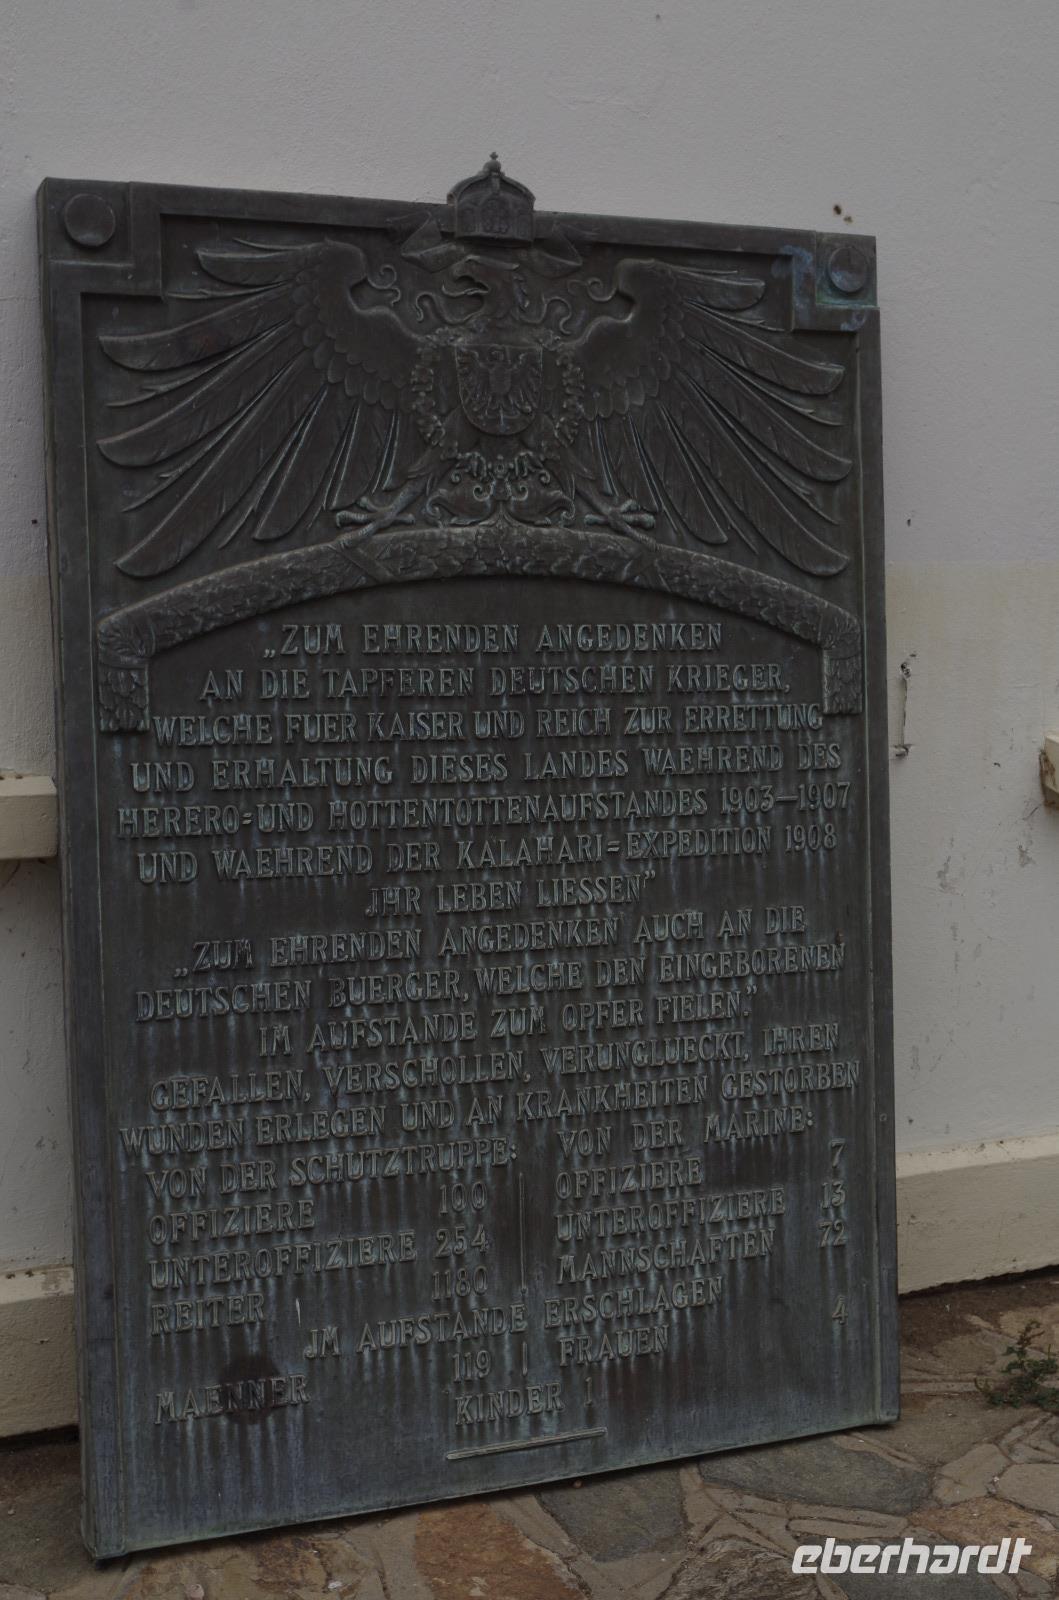 „ZUM EHRENDEN ANGEDENKEN
AN DIE TAPFEREN DEUTSCHEN KRIEGER,
WELCHE FUER KAISER UND REICH ZUR ERRETTUNG
UND ERHALTUNG DIESES LANDES WAEHREND DES
HERERO=UND HOTTENTOTTENAUFSTANDES 1903—1907
UND WAEHREND DER KALAHARI=EXPEDITION 1908
JHR LEBEN LIESSEN”
„ZUM EHRENDEN ANGEDENKEN AUCH AN DIE
DEUTSCHEN BUERGER, WELCHE DEN EINGEBORENEN
IM AUFSTANDE ZUM OPFER FIELEN.”
GEFALLEN, VERSCHOLLEN, VERUNGLUECKT, IHREN
WUNDEN ERLEGEN UND AN KRANKHEITEN GESTORBEN
VON DER SCHUTZTRUPPE: VON DER MARINE:
OFFIZIERE 100 OFFIZIERE 7
UNTEROFFIZIERE 254 UNTEROFFIZIERE 13
REITER 1180 MANNSCHAFTEN 72
JM AUFSTANDE ERSCHLAGEN
MAENNER 119 FRAUEN 4
KINDER 1
eberhardt